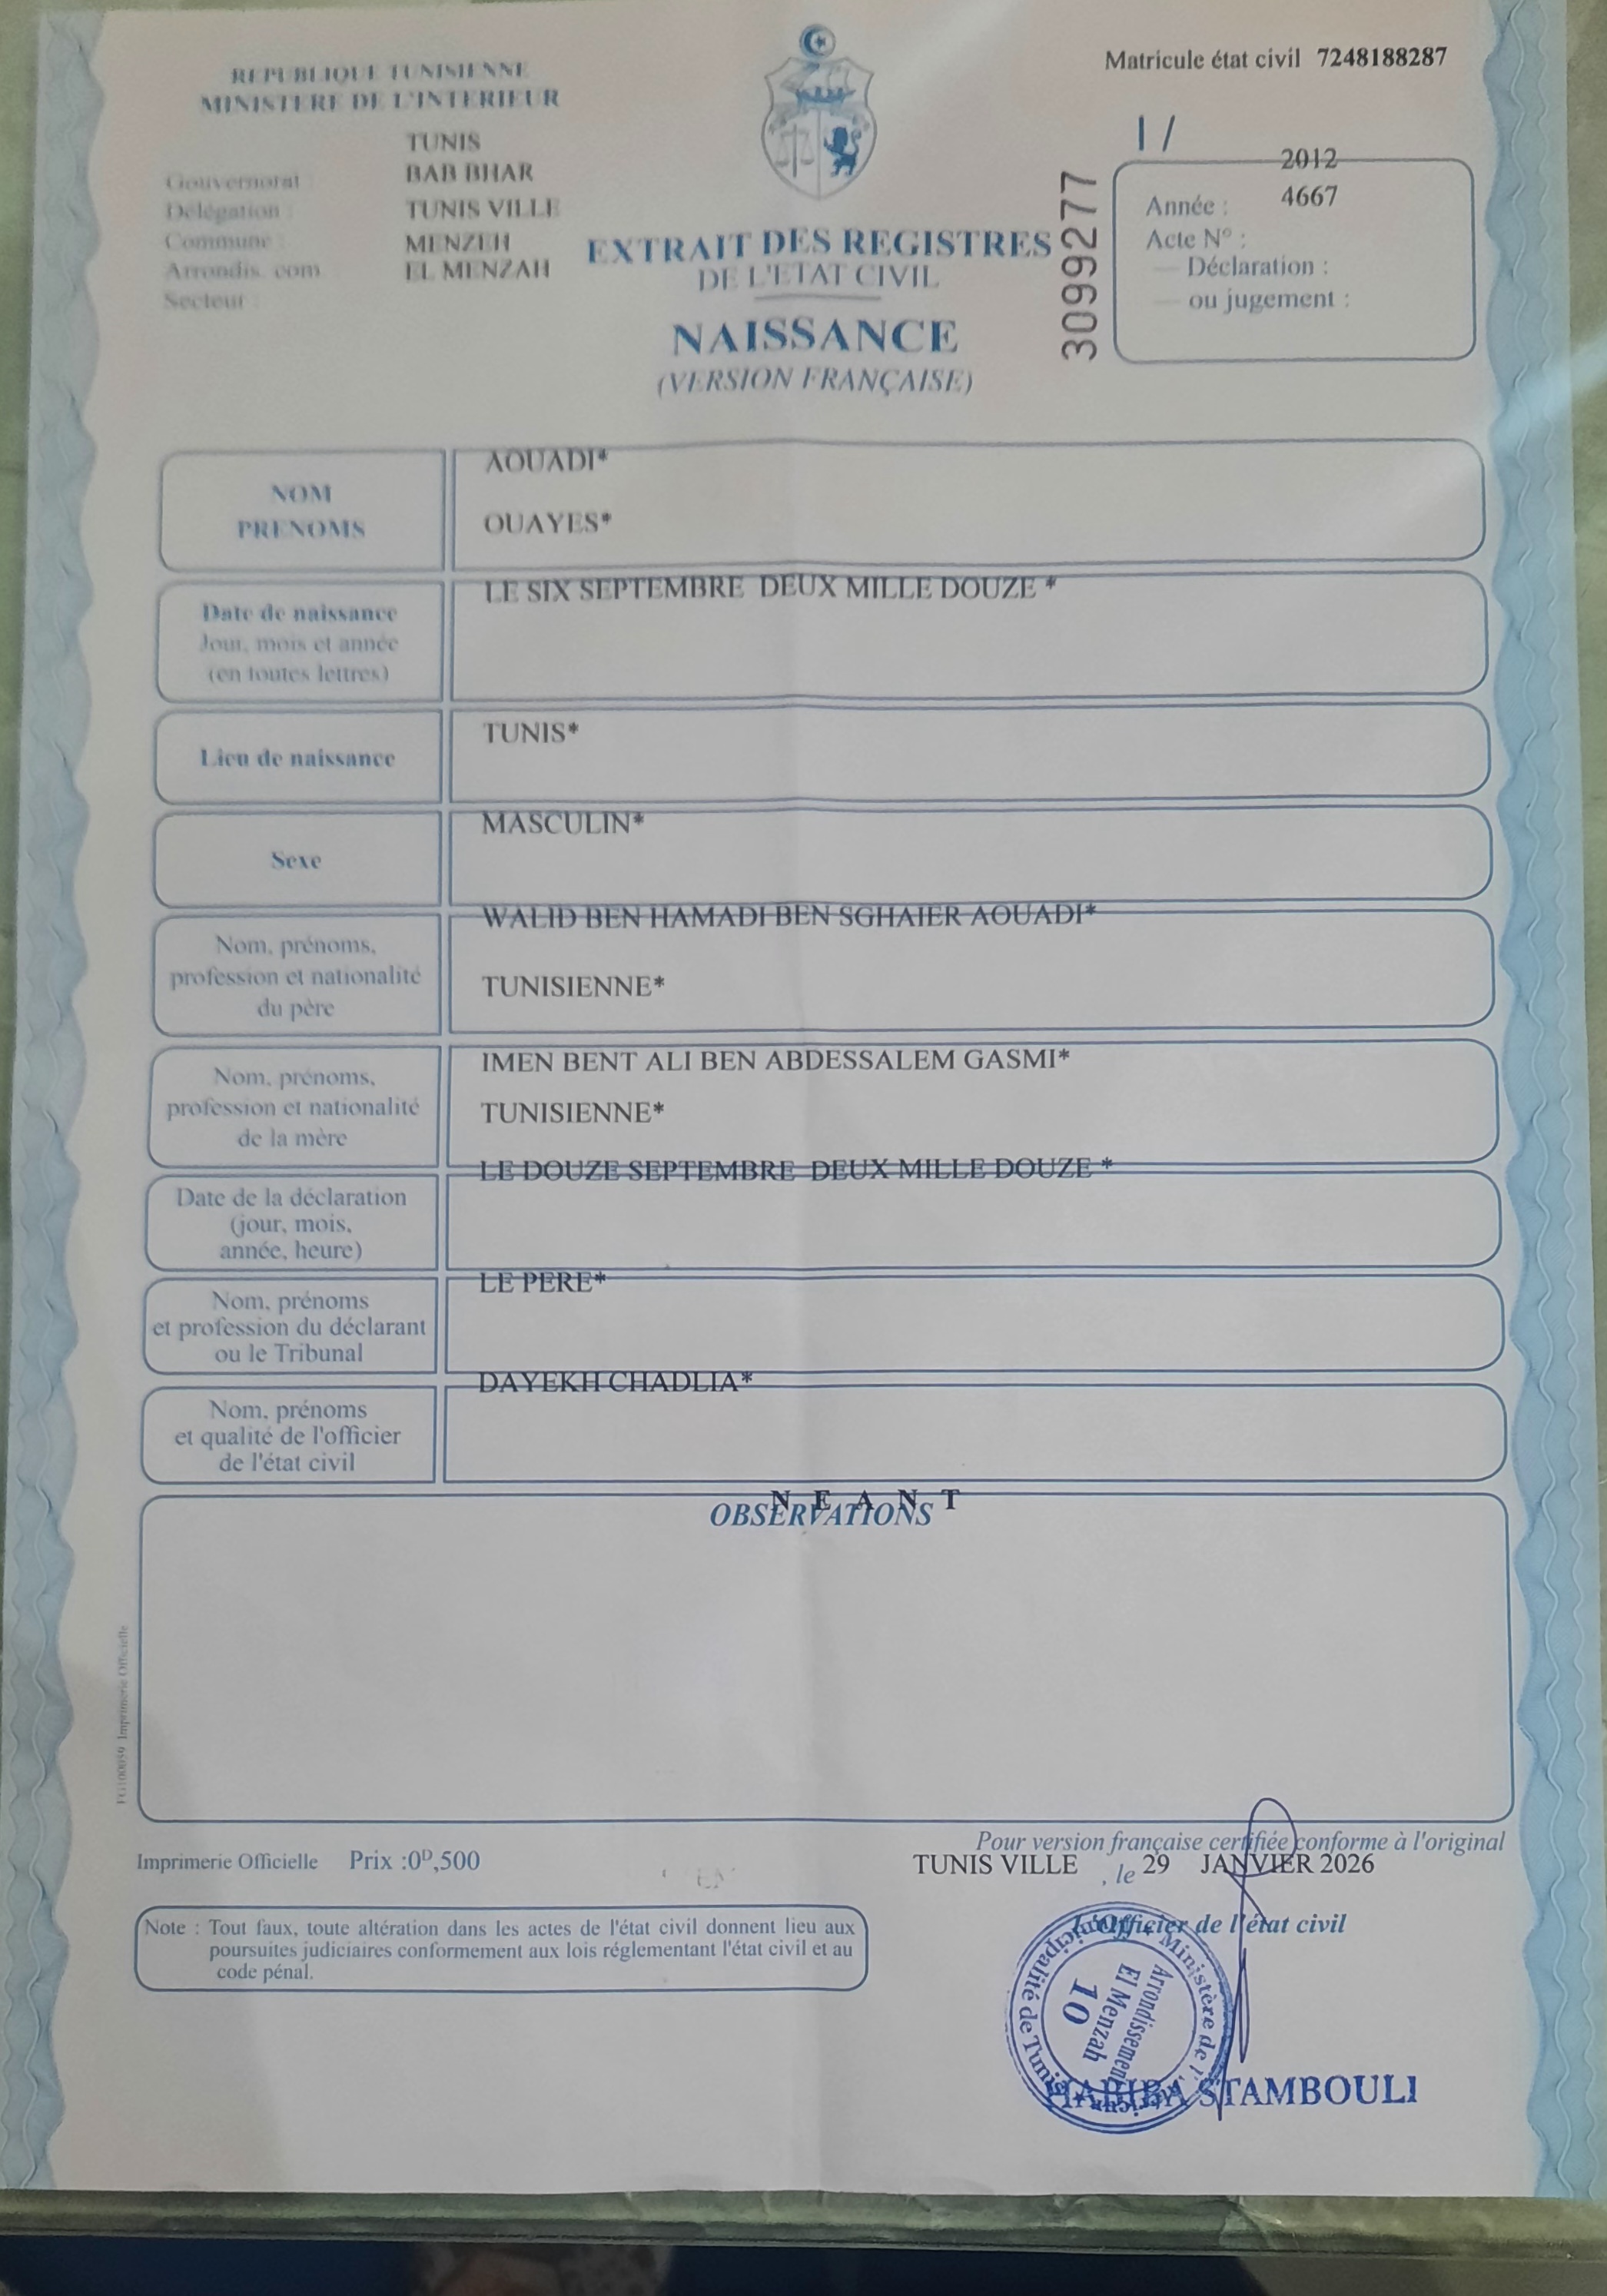 REPUBLIQUE TUNISIENNE
MINISTERE DE L'INTERIEUR
Matricule état civil 7248188287
TUNIS
Gouvernorat : BAB BHAR
Délégation : TUNIS VILLE
Commune : MENZEH
Arrondis. com EL MENZAH
Secteur :
EXTRAIT DES REGISTRES
DE L'ETAT CIVIL
NAISSANCE
(VERSION FRANÇAISE)
3099277
I /
2012
Année : 4667
Acte N° :
— Déclaration :
— ou jugement :
NOM
PRENOMS
AOUADI*
OUAYES*
Date de naissance
Jour, mois et année
(en toutes lettres)
LE SIX SEPTEMBRE DEUX MILLE DOUZE *
Lieu de naissance
TUNIS*
Sexe
MASCULIN*
Nom, prénoms,
profession et nationalité
du père
WALID BEN HAMADI BEN SGHAIER AOUADI*
TUNISIENNE*
Nom, prénoms,
profession et nationalité
de la mère
IMEN BENT ALI BEN ABDESSALEM GASMI*
TUNISIENNE*
Date de la déclaration
(jour, mois,
année, heure)
LE DOUZE SEPTEMBRE DEUX MILLE DOUZE *
Nom, prénoms
et profession du déclarant
ou le Tribunal
LE PERE*
Nom, prénoms
et qualité de l'officier
de l'état civil
DAYEKH CHADLIA*
N E A N T
OBSERVATIONS
Imprimerie Officielle
Imprimerie Officielle Prix :0ᴰ,500
Pour version française certifiée conforme à l'original
TUNIS VILLE , le 29 JANVIER 2026
L'Officier de l'état civil
Note : Tout faux, toute altération dans les actes de l'état civil donnent lieu aux
poursuites judiciaires conformement aux lois réglementant l'état civil et au
code pénal.
Ministère de l'Intérieur
Municipalité de Tunis
Arrondissement
El Menzah
10
HABIBA STAMBOULI